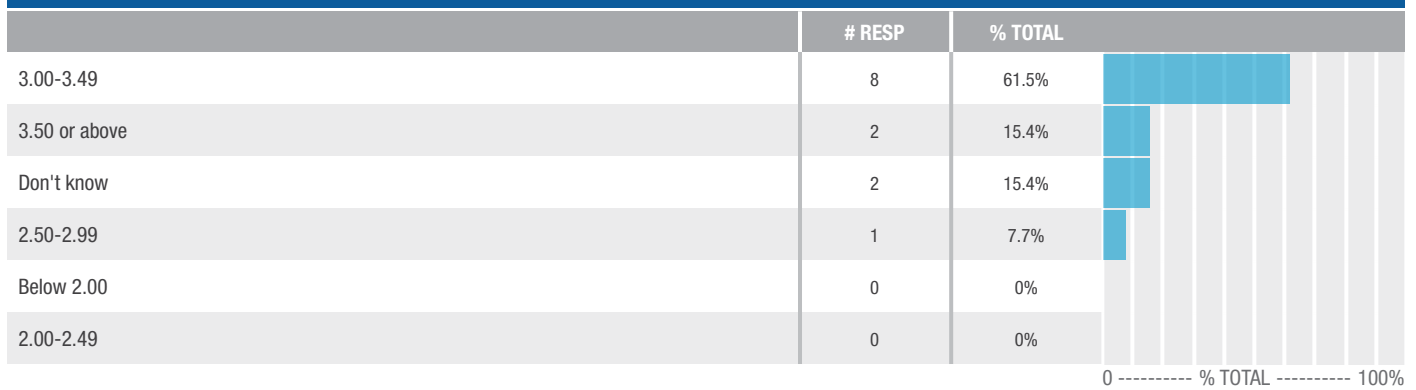 # RESP % TOTAL
3.00-3.49 8 61.5%
3.50 or above 2 15.4%
Don't know 2 15.4%
2.50-2.99 1 7.7%
Below 2.00 0 0%
2.00-2.49 0 0%
0 ---------- % TOTAL ---------- 100%